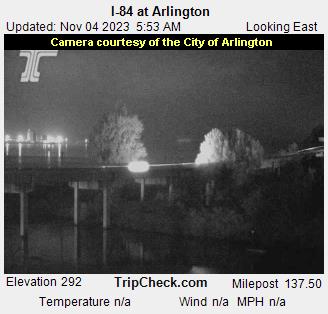 I-84 at Arlington
Updated: Nov 04 2023 5:53 AM Looking East
Camera courtesy of the City of Arlington
Elevation 292 TripCheck.com Milepost 137.50
Temperature n/a Wind n/a MPH n/a